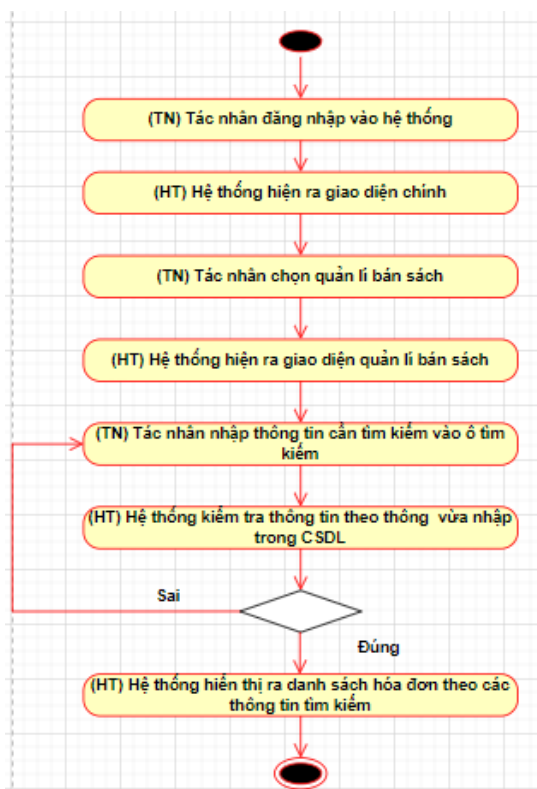 (TN) Tác nhân đăng nhập vào hệ thống
(HT) Hệ thống hiện ra giao diện chính
(TN) Tác nhân chọn quản lí bán sách
(HT) Hệ thống hiện ra giao diện quản lí bán sách
(TN) Tác nhân nhập thông tin cần tìm kiếm vào ô tìm
kiếm
(HT) Hệ thống kiểm tra thông tin theo thông vừa nhập
trong CSDL
Sai
Đúng
(HT) Hệ thống hiển thị ra danh sách hóa đơn theo các
thông tin tìm kiếm